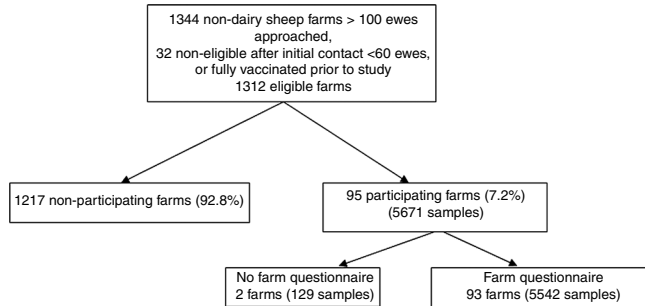 1344 non-dairy sheep farms > 100 ewes
approached,
32 non-eligible after initial contact <60 ewes,
or fully vaccinated prior to study
1312 eligible farms
1217 non-participating farms (92.8%)
95 participating farms (7.2%)
(5671 samples)
No farm questionnaire
2 farms (129 samples)
Farm questionnaire
93 farms (5542 samples)